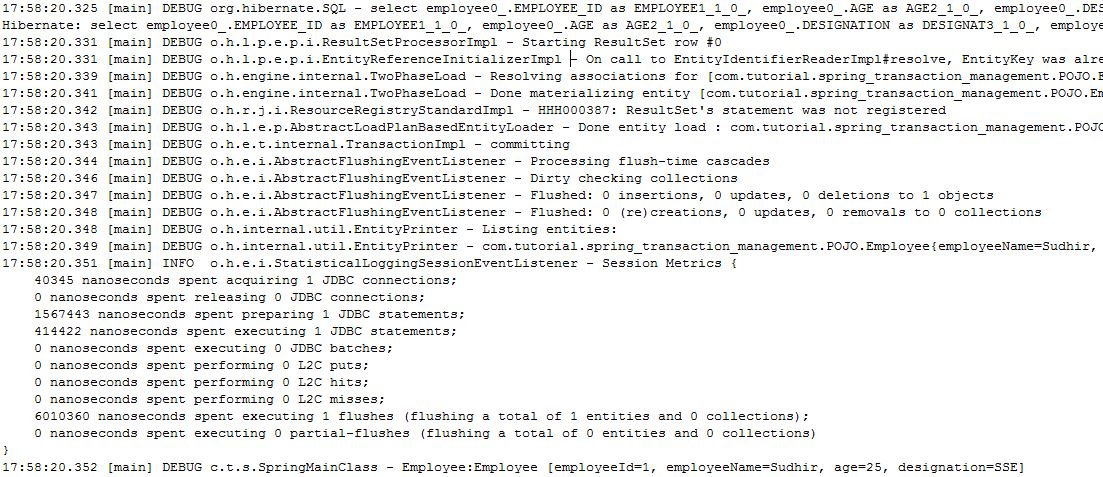 17:58:20.325 [main] DEBUG org.hibernate.SQL - select employee0_.EMPLOYEE_ID as EMPLOYEE1_1_0_, employee0_.AGE as AGE2_1_0_, employee0_.DES
Hibernate: select employee0_.EMPLOYEE_ID as EMPLOYEE1_1_0_, employee0_.AGE as AGE2_1_0_, employee0_.DESIGNATION as DESIGNAT3_1_0_, employe
17:58:20.331 [main] DEBUG o.h.l.p.e.p.i.ResultSetProcessorImpl - Starting ResultSet row #0
17:58:20.331 [main] DEBUG o.h.l.p.e.p.i.EntityReferenceInitializerImpl - On call to EntityIdentifierReaderImpl#resolve, EntityKey was alre
17:58:20.339 [main] DEBUG o.h.engine.internal.TwoPhaseLoad - Resolving associations for [com.tutorial.spring_transaction_management.POJO.E
17:58:20.341 [main] DEBUG o.h.engine.internal.TwoPhaseLoad - Done materializing entity [com.tutorial.spring_transaction_management.POJO.Em
17:58:20.342 [main] DEBUG o.h.r.j.i.ResourceRegistryStandardImpl - HHH000387: ResultSet's statement was not registered
17:58:20.343 [main] DEBUG o.h.l.e.p.AbstractLoadPlanBasedEntityLoader - Done entity load : com.tutorial.spring_transaction_management.POJO
17:58:20.343 [main] DEBUG o.h.e.t.internal.TransactionImpl - committing
17:58:20.344 [main] DEBUG o.h.e.i.AbstractFlushingEventListener - Processing flush-time cascades
17:58:20.346 [main] DEBUG o.h.e.i.AbstractFlushingEventListener - Dirty checking collections
17:58:20.347 [main] DEBUG o.h.e.i.AbstractFlushingEventListener - Flushed: 0 insertions, 0 updates, 0 deletions to 1 objects
17:58:20.348 [main] DEBUG o.h.e.i.AbstractFlushingEventListener - Flushed: 0 (re)creations, 0 updates, 0 removals to 0 collections
17:58:20.348 [main] DEBUG o.h.internal.util.EntityPrinter - Listing entities:
17:58:20.349 [main] DEBUG o.h.internal.util.EntityPrinter - com.tutorial.spring_transaction_management.POJO.Employee{employeeName=Sudhir,
17:58:20.351 [main] INFO  o.h.e.i.StatisticalLoggingSessionEventListener - Session Metrics {
    40345 nanoseconds spent acquiring 1 JDBC connections;
    0 nanoseconds spent releasing 0 JDBC connections;
    1567443 nanoseconds spent preparing 1 JDBC statements;
    414422 nanoseconds spent executing 1 JDBC statements;
    0 nanoseconds spent executing 0 JDBC batches;
    0 nanoseconds spent performing 0 L2C puts;
    0 nanoseconds spent performing 0 L2C hits;
    0 nanoseconds spent performing 0 L2C misses;
    6010360 nanoseconds spent executing 1 flushes (flushing a total of 1 entities and 0 collections);
    0 nanoseconds spent executing 0 partial-flushes (flushing a total of 0 entities and 0 collections)
}
17:58:20.352 [main] DEBUG c.t.s.SpringMainClass - Employee:Employee [employeeId=1, employeeName=Sudhir, age=25, designation=SSE]